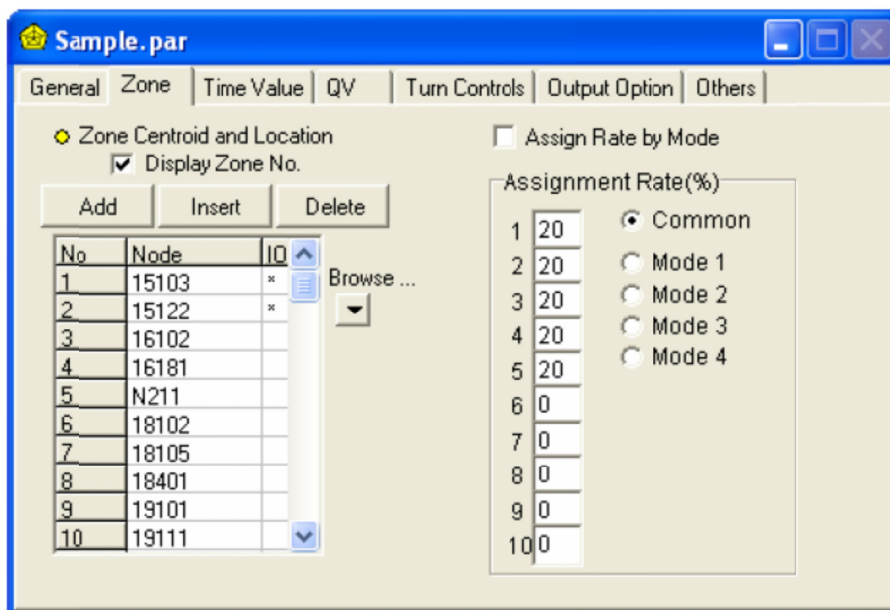 Sample.par
General Zone Time Value QV Turn Controls Output Option Others
Zone Centroid and Location
Display Zone No.
Add Insert Delete
No Node IO
1 15103 *
2 15122 *
3 16102
4 16181
5 N211
6 18102
7 18105
8 18401
9 19101
10 19111
Browse ...
Assign Rate by Mode
Assignment Rate(%)
1 20
2 20
3 20
4 20
5 20
6 0
7 0
8 0
9 0
10 0
Common
Mode 1
Mode 2
Mode 3
Mode 4